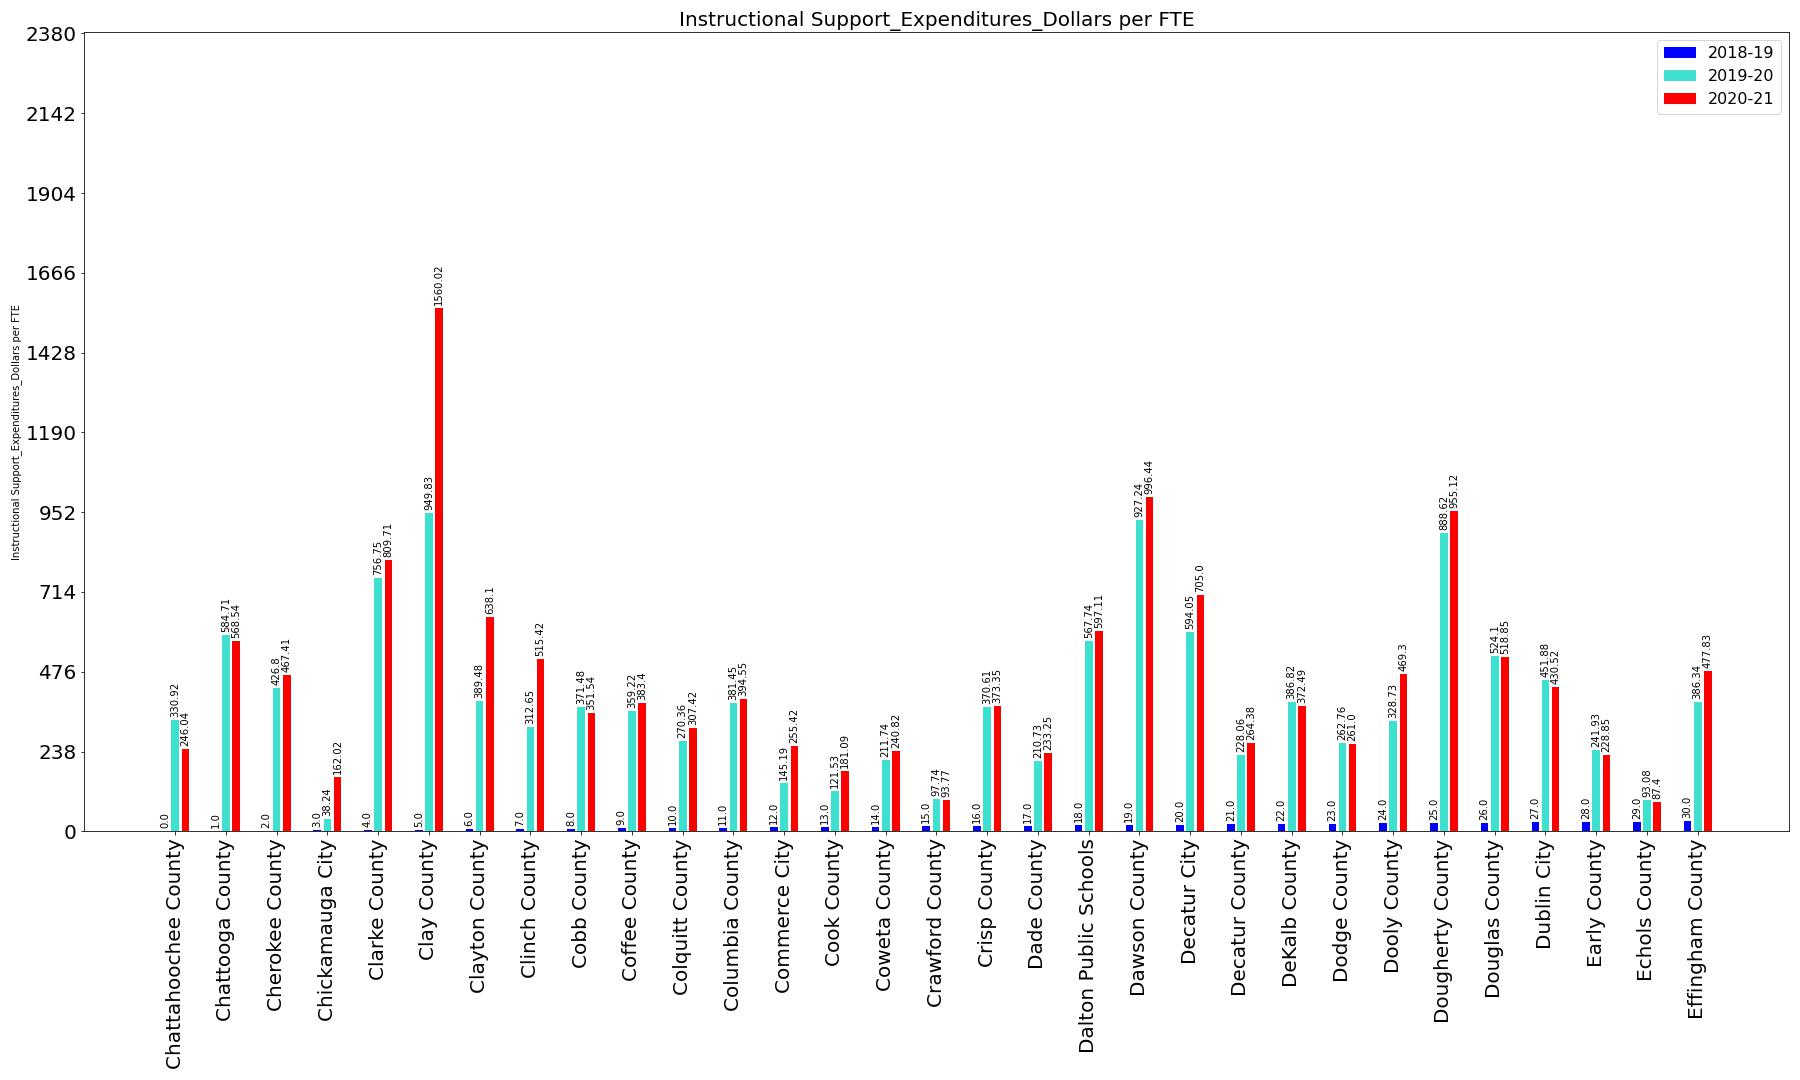 Instructional Support_Expenditures_Dollars per FTE
2018-19
2019-20
2020-21
Instructional Support_Expenditures_Dollars per FTE
2380
2142
1904
1666
1428
1190
952
714
476
238
0
0.0 330.92 246.04
1.0 584.71 568.54
2.0 426.8 467.41
3.0 38.24 162.02
4.0 756.75 809.71
5.0 949.83 1560.02
6.0 389.48 638.1
7.0 312.65 515.42
8.0 371.48 351.54
9.0 359.22 383.4
10.0 270.36 307.42
11.0 381.45 394.55
12.0 145.19 255.42
13.0 121.53 181.09
14.0 211.74 240.82
15.0 97.74 93.77
16.0 370.61 373.35
17.0 210.73 233.25
18.0 567.74 597.11
19.0 927.24 996.44
20.0 594.05 705.0
21.0 228.06 264.38
22.0 386.82 372.49
23.0 262.76 261.0
24.0 328.73 469.3
25.0 888.62 955.12
26.0 524.1 518.85
27.0 451.88 430.52
28.0 241.93 228.85
29.0 93.08 87.4
30.0 386.34 477.83
Chattahoochee County
Chattooga County
Cherokee County
Chickamauga City
Clarke County
Clay County
Clayton County
Clinch County
Cobb County
Coffee County
Colquitt County
Columbia County
Commerce City
Cook County
Coweta County
Crawford County
Crisp County
Dade County
Dalton Public Schools
Dawson County
Decatur City
Decatur County
DeKalb County
Dodge County
Dooly County
Dougherty County
Douglas County
Dublin City
Early County
Echols County
Effingham County